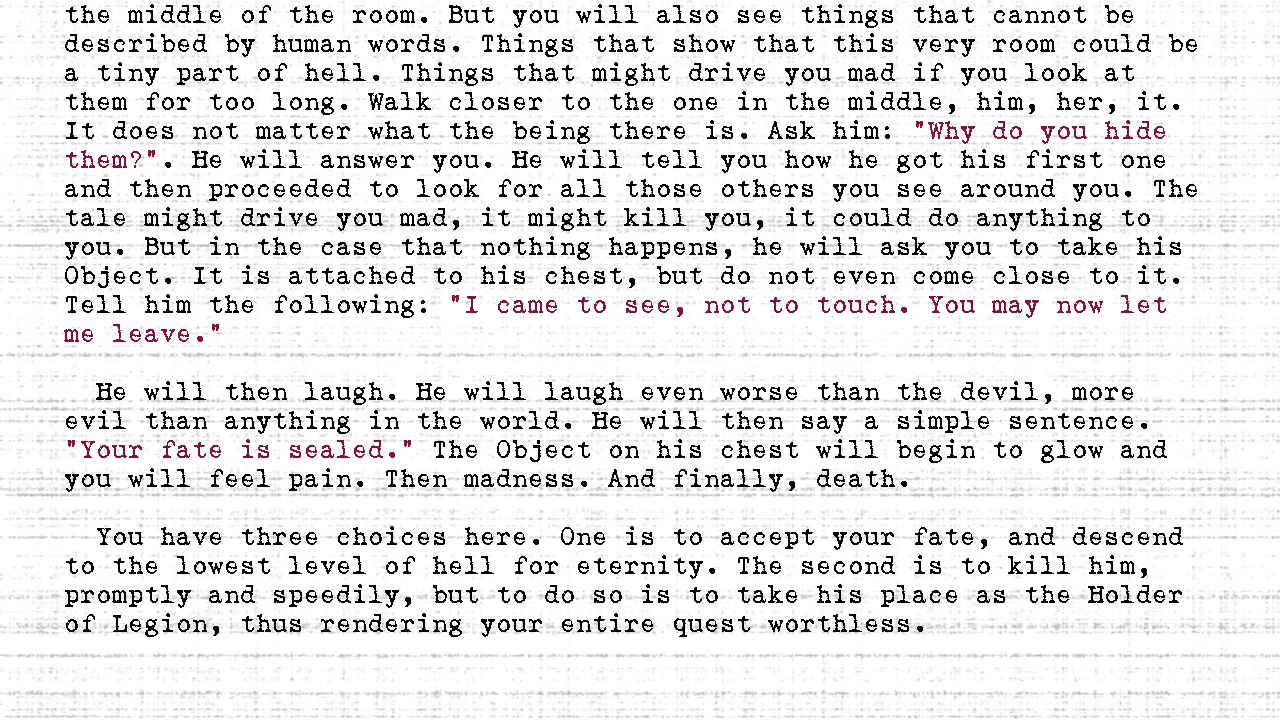 the middle of the room. But you will also see things that cannot be
described by human words. Things that show that this very room could be
a tiny part of hell. Things that might drive you mad if you look at
them for too long. Walk closer to the one in the middle, him, her, it.
It does not matter what the being there is. Ask him: "Why do you hide
them?". He will answer you. He will tell you how he got his first one
and then proceeded to look for all those others you see around you. The
tale might drive you mad, it might kill you, it could do anything to
you. But in the case that nothing happens, he will ask you to take his
Object. It is attached to his chest, but do not even come close to it.
Tell him the following: "I came to see, not to touch. You may now let
me leave."
He will then laugh. He will laugh even worse than the devil, more
evil than anything in the world. He will then say a simple sentence.
"Your fate is sealed." The Object on his chest will begin to glow and
you will feel pain. Then madness. And finally, death.
You have three choices here. One is to accept your fate, and descend
to the lowest level of hell for eternity. The second is to kill him,
promptly and speedily, but to do so is to take his place as the Holder
of Legion, thus rendering your entire quest worthless.